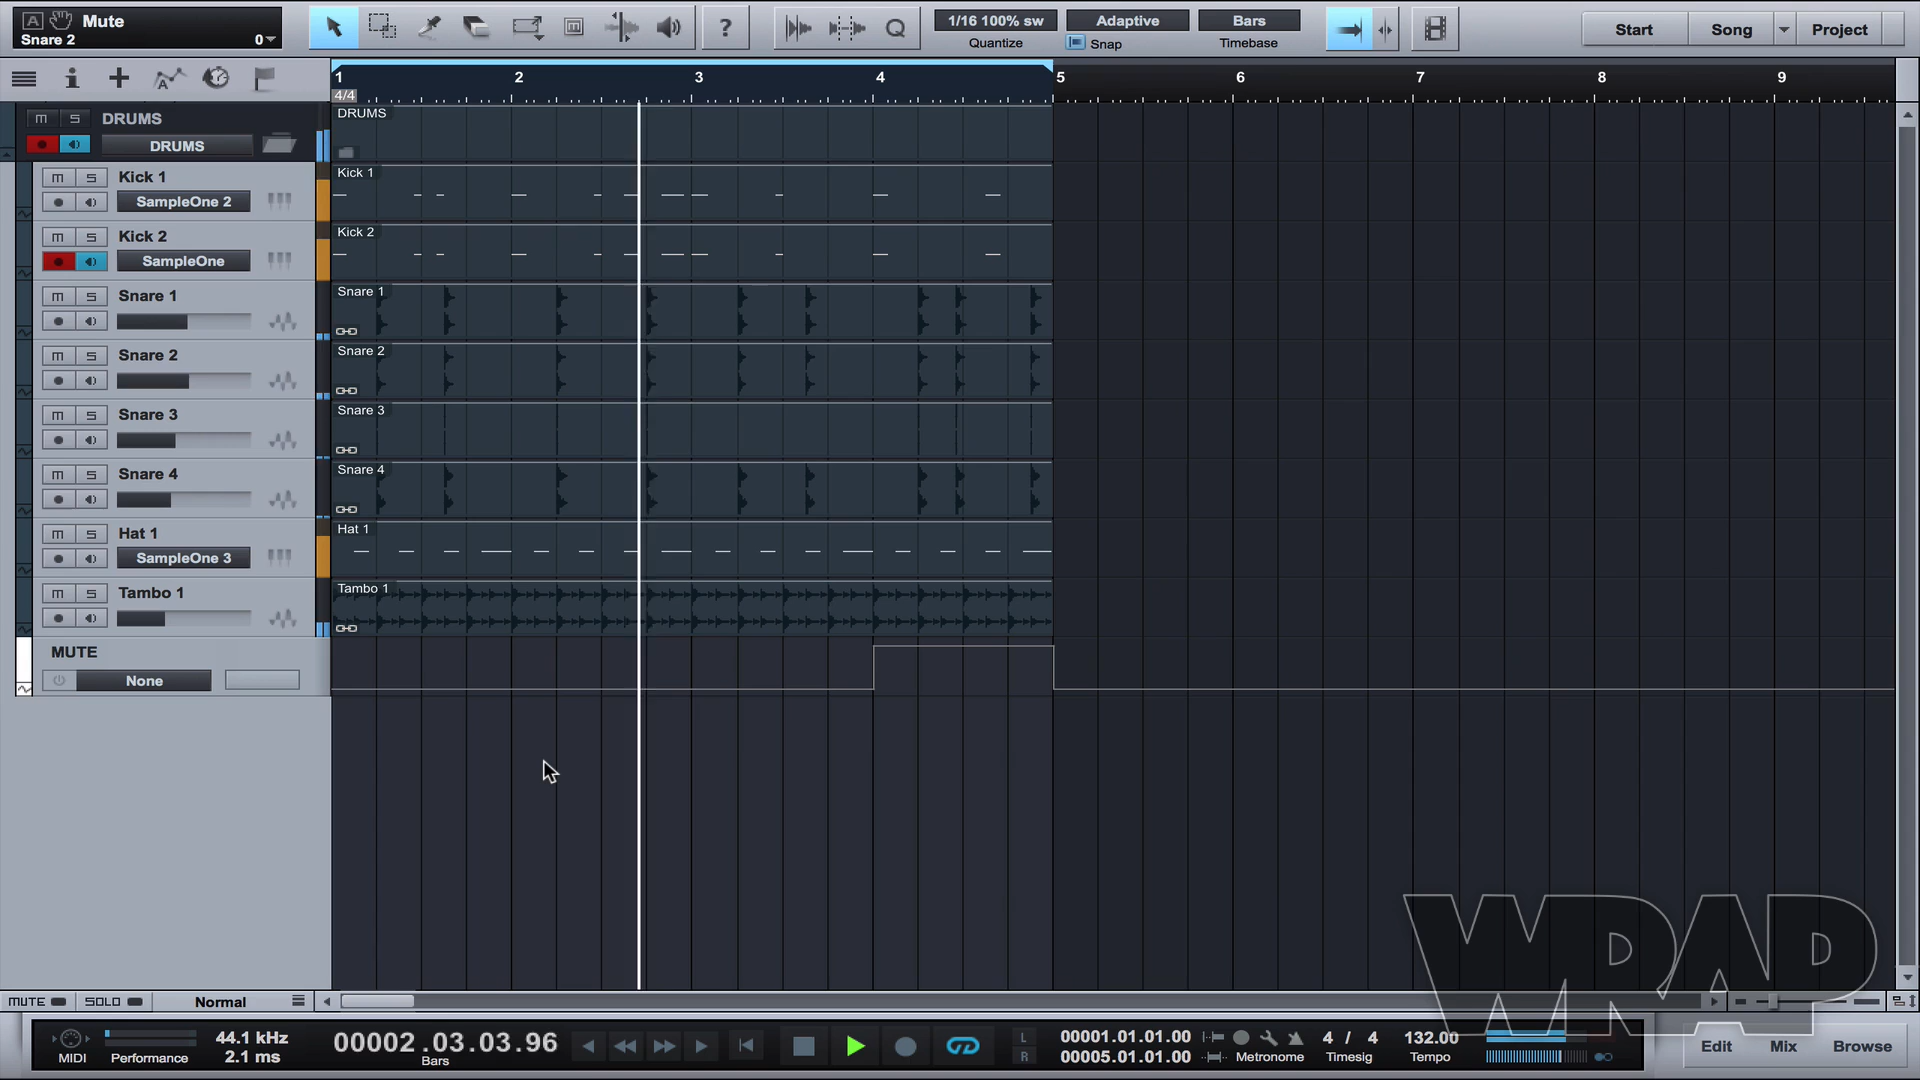 A Mute
Snare 2 0
?
Q
1/16 100% sw
Quantize
Adaptive
Snap
Bars
Timebase
Start Song Project
1 2 3 4 5 6 7 8 9
4/4
M S DRUMS
DRUMS
DRUMS
M S Kick 1
SampleOne 2
Kick 1
M S Kick 2
SampleOne
Kick 2
M S Snare 1
Snare 1
M S Snare 2
Snare 2
M S Snare 3
Snare 3
M S Snare 4
Snare 4
M S Hat 1
SampleOne 3
Hat 1
M S Tambo 1
Tambo 1
MUTE
None
WRAP
MUTE SOLO Normal
MIDI
Performance
44.1 kHz
2.1 ms
00002.03.03.96
Bars
L 00001.01.01.00
R 00005.01.01.00
Metronome
4 / 4
Timesig
132.00
Tempo
Edit Mix Browse